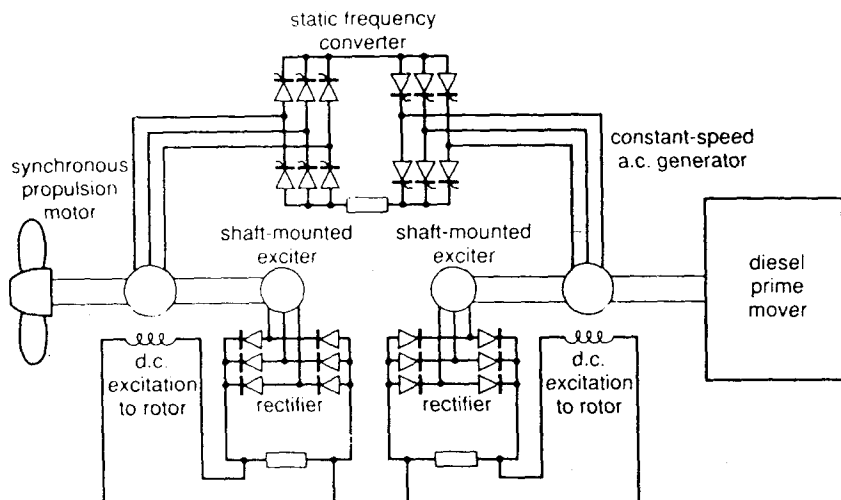 static frequency
converter
constant-speed
a.c. generator
synchronous
propulsion
motor
shaft-mounted
exciter
shaft-mounted
exciter
diesel
prime
mover
d.c.
excitation
to rotor
rectifier
rectifier
d.c.
excitation
to rotor